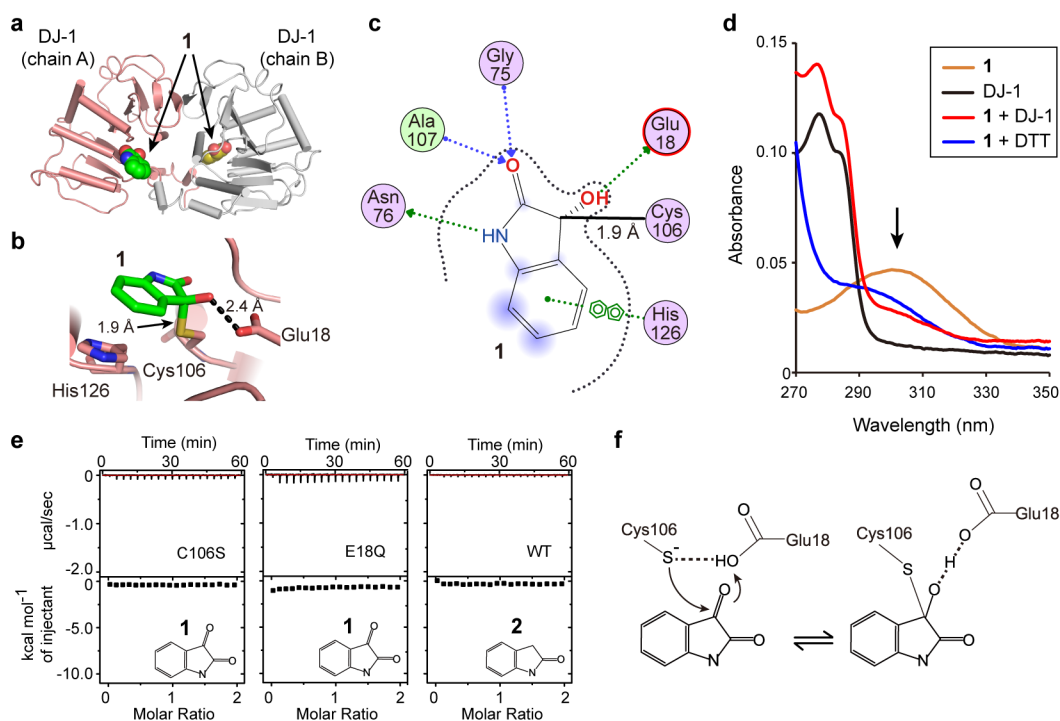 a
DJ-1
(chain A)
1
DJ-1
(chain B)
b
1
1.9 Å
2.4 Å
Glu18
Cys106
His126
c
Gly
75
Ala
107
Glu
18
O
OH
Asn
76
HN
1.9 Å
Cys
106
His
126
1
d
0.15
0.10
0.05
0
Absorbance
270
290
310
330
350
Wavelength (nm)
1
DJ-1
1 + DJ-1
1 + DTT
e
Time (min)
0 30 60
Time (min)
0 30 60
Time (min)
0 30 60
µcal/sec
0
-1.0
-2.0
C106S
E18Q
WT
kcal mol-1
of injectant
0
-5.0
-10.0
1
O
O
N
1
O
O
N
2
O
N
0 1 2
Molar Ratio
0 1 2
Molar Ratio
0 1 2
Molar Ratio
f
Cys106
S-
HO
O
Glu18
O
O
N
Cys106
S
O
O
Glu18
H
O
O
N